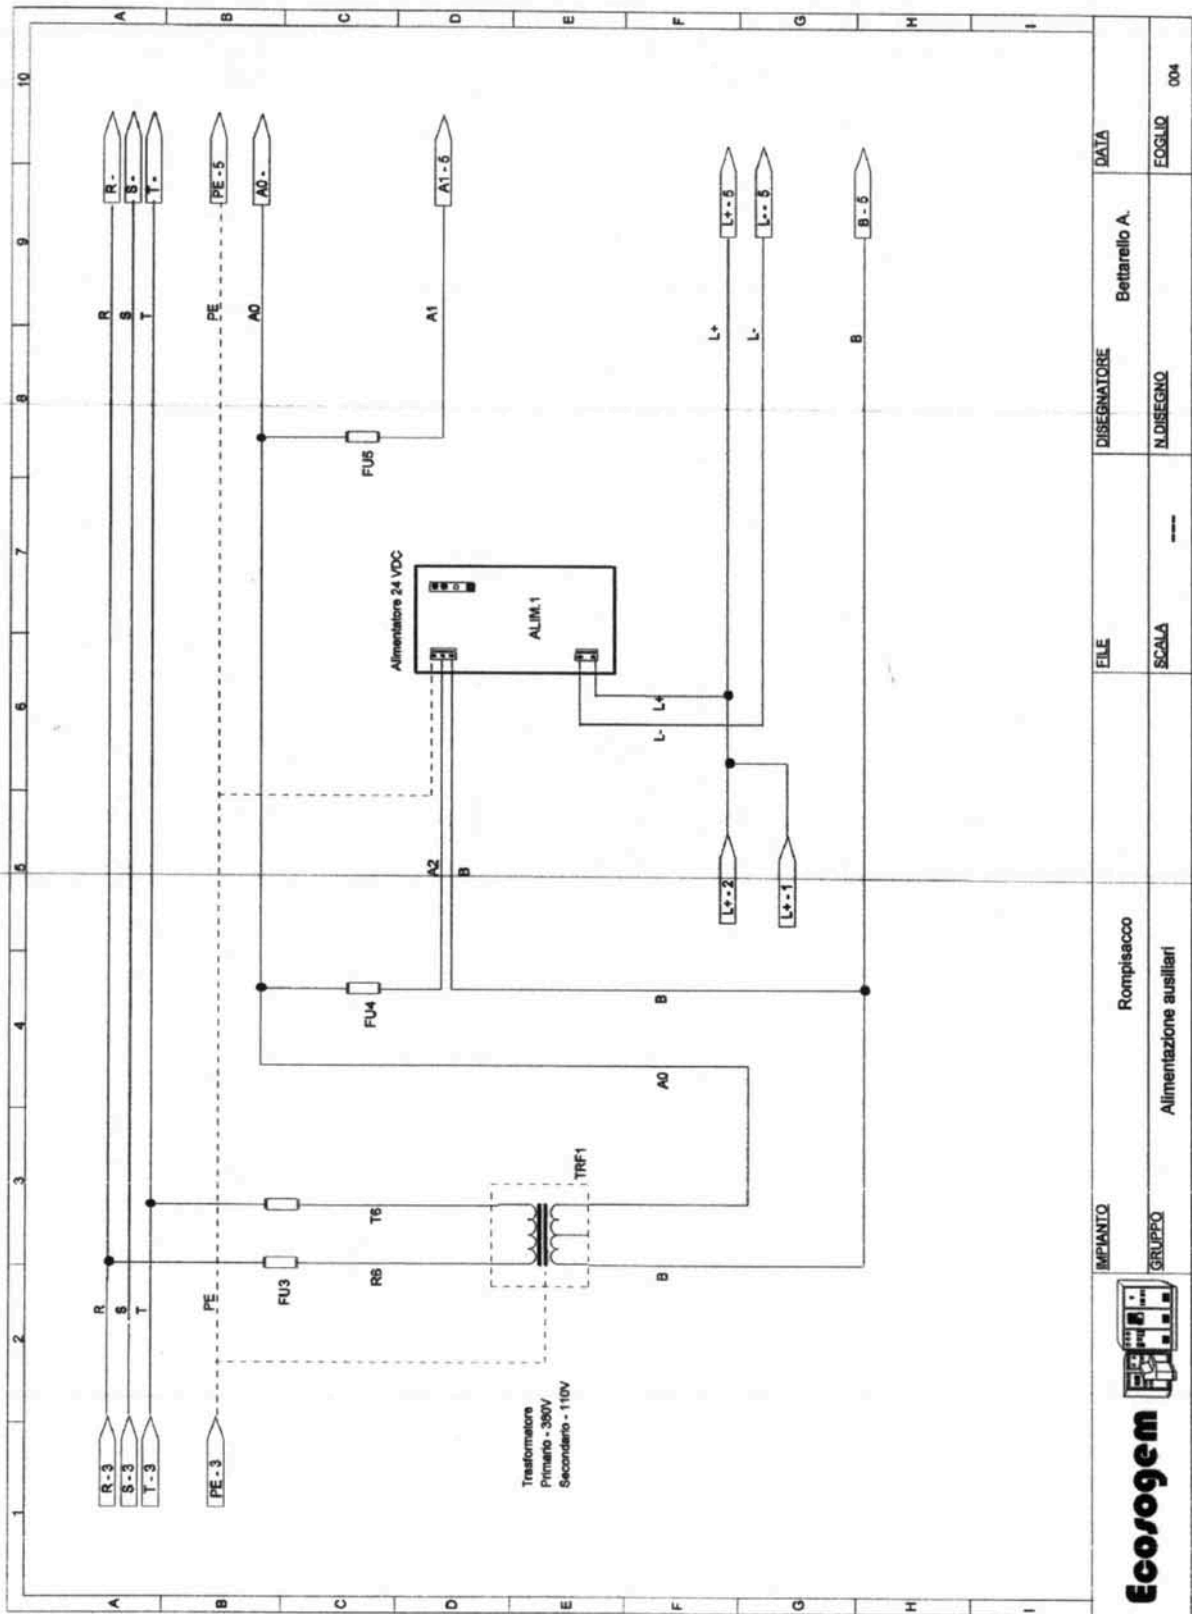 1 2 3 4 5 6 7 8 9 10
A A
B B
C C
D D
E E
F F
G G
H H
I I
R - 3 R R R -
S - 3 S S S -
T - 3 T T T -
PE - 3 PE PE PE - 5
A0 A0 -
FU3
FU4
FU5
R6
T6
A1 A1 - 5
Alimentatore 24 VDC
ALIM.1
A2
B
TRF1
Trasformatore
Primario - 380V
Secondario - 110V
B
A0
B
L-
L+
L+ - 2
L+ - 1
L+ L+ - 5
L- L-- 5
B B - 5
Ecosogem
IMPIANTO
Rompisacco
FILE
DISEGNATORE
Bettarello A.
DATA
GRUPPO
Alimentazione ausiliari
SCALA
---
N.DISEGNO
FOGLIO
004